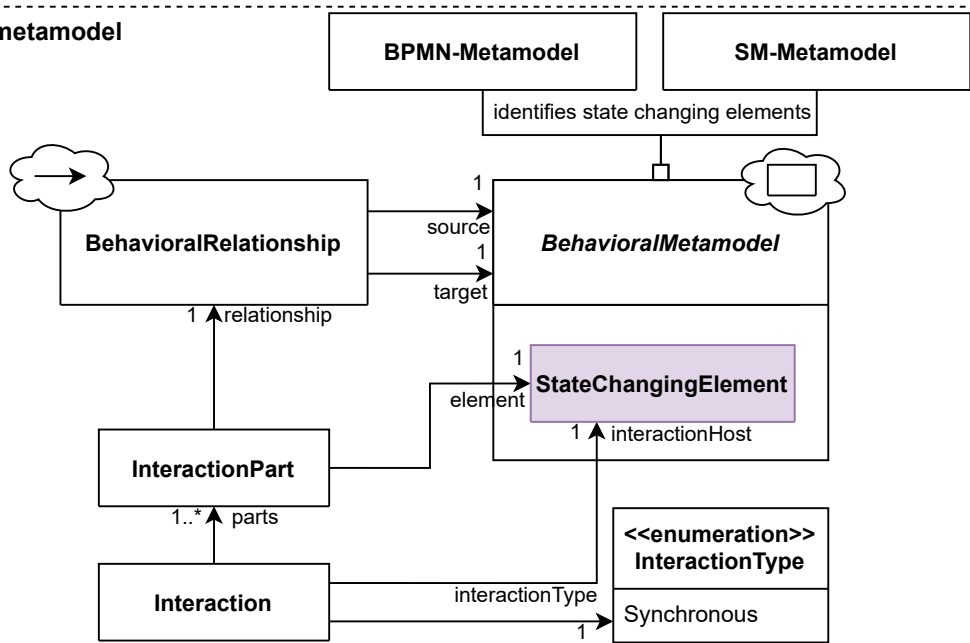 metamodel
BPMN-Metamodel
SM-Metamodel
identifies state changing elements
BehavioralRelationship
1
source
1
target
BehavioralMetamodel
1
relationship
1
element
StateChangingElement
1
interactionHost
InteractionPart
1..*
parts
Interaction
interactionType
1
<<enumeration>>
InteractionType
Synchronous